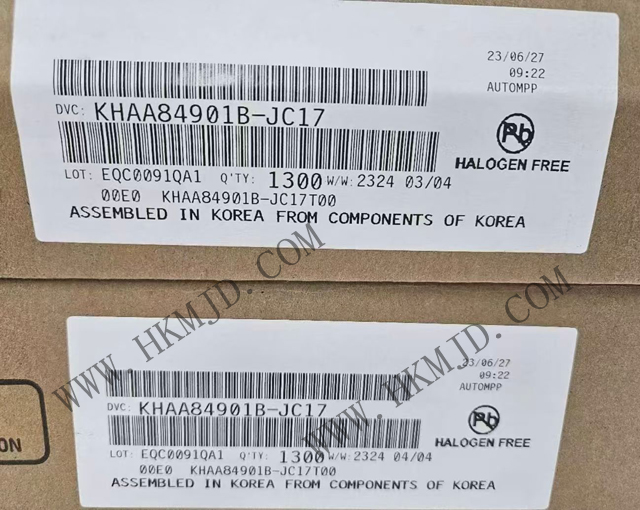 23/06/27
09:22
AUTOMPP
DVC: KHAA84901B-JC17
Pb
HALOGEN FREE
LOT: EQC0091QA1 Q'TY: 1300 W/W: 2324 03/04
00E0 KHAA84901B-JC17T00
ASSEMBLED IN KOREA FROM COMPONENTS OF KOREA
WWW.HKMJD.COM
WWW.HKMJD.COM
23/06/27
09:22
AUTOMPP
DVC: KHAA84901B-JC17
Pb
HALOGEN FREE
LOT: EQC0091QA1 Q'TY: 1300 W/W: 2324 04/04
00E0 KHAA84901B-JC17T00
ASSEMBLED IN KOREA FROM COMPONENTS OF KOREA
ON